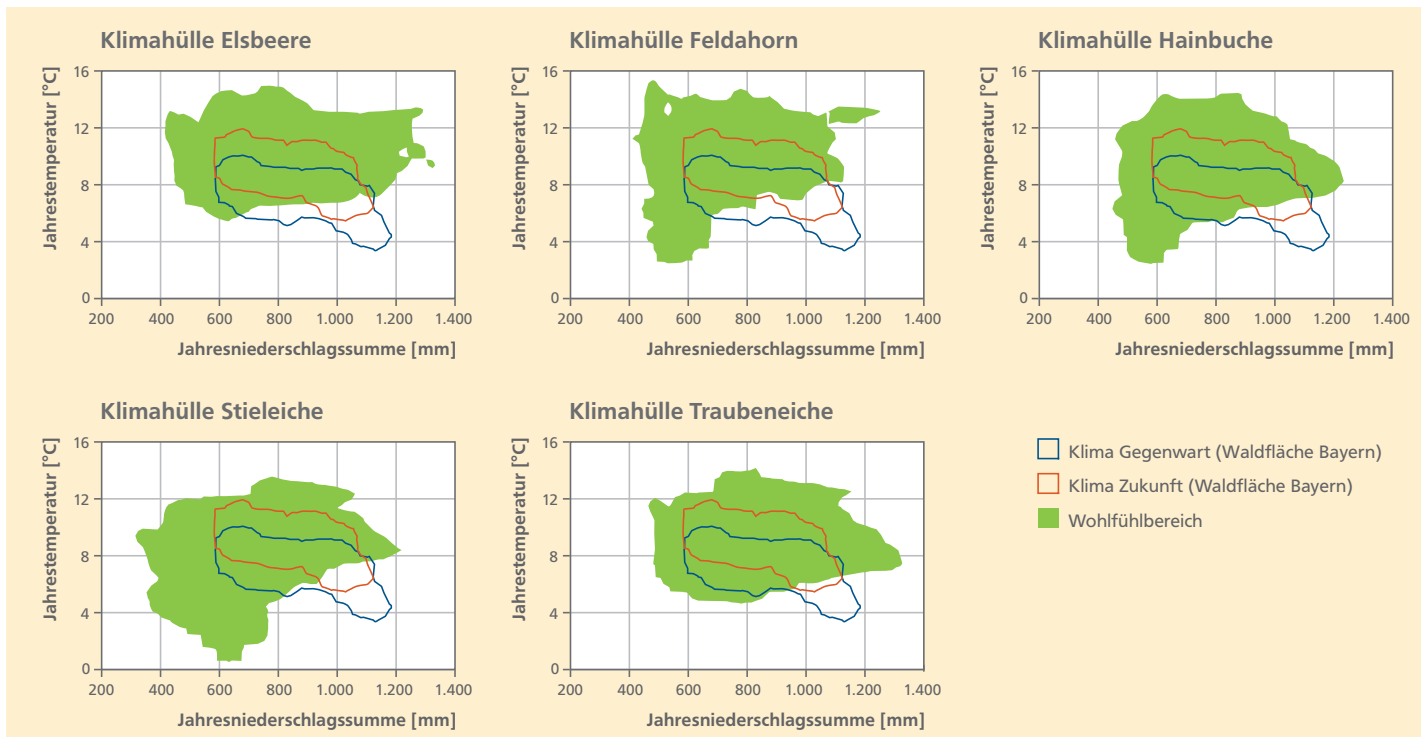 Klimahülle Elsbeere
Jahrestemperatur [°C]
16
12
8
4
0
200 400 600 800 1.000 1.200 1.400
Jahresniederschlagssumme [mm]
Klimahülle Feldahorn
Jahrestemperatur [°C]
16
12
8
4
0
200 400 600 800 1.000 1.200 1.400
Jahresniederschlagssumme [mm]
Klimahülle Hainbuche
Jahrestemperatur [°C]
16
12
8
4
0
200 400 600 800 1.000 1.200 1.400
Jahresniederschlagssumme [mm]
Klimahülle Stieleiche
Jahrestemperatur [°C]
16
12
8
4
0
200 400 600 800 1.000 1.200 1.400
Jahresniederschlagssumme [mm]
Klimahülle Traubeneiche
Jahrestemperatur [°C]
16
12
8
4
0
200 400 600 800 1.000 1.200 1.400
Jahresniederschlagssumme [mm]
Klima Gegenwart (Waldfläche Bayern)
Klima Zukunft (Waldfläche Bayern)
Wohlfühlbereich